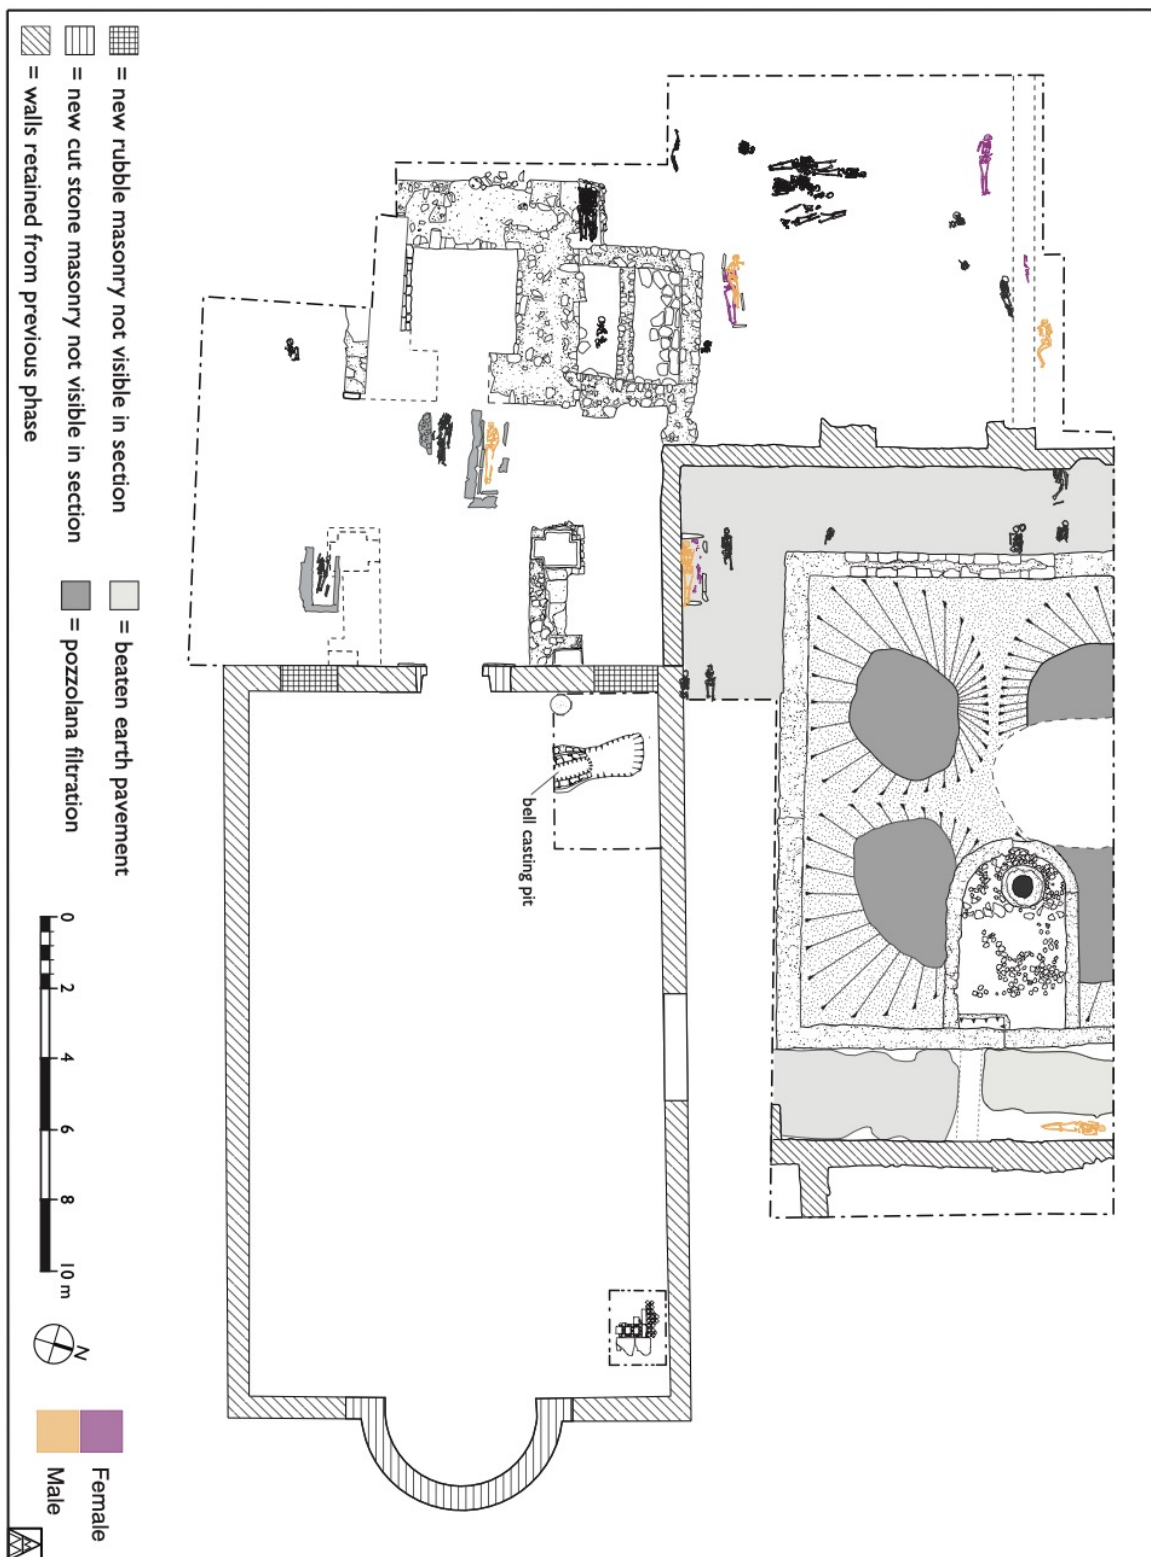 = new rubble masonry not visible in section
= new cut stone masonry not visible in section
= walls retained from previous phase
= beaten earth pavement
= pozzolana filtration
bell casting pit
0 2 4 6 8 10 m
N
Female
Male